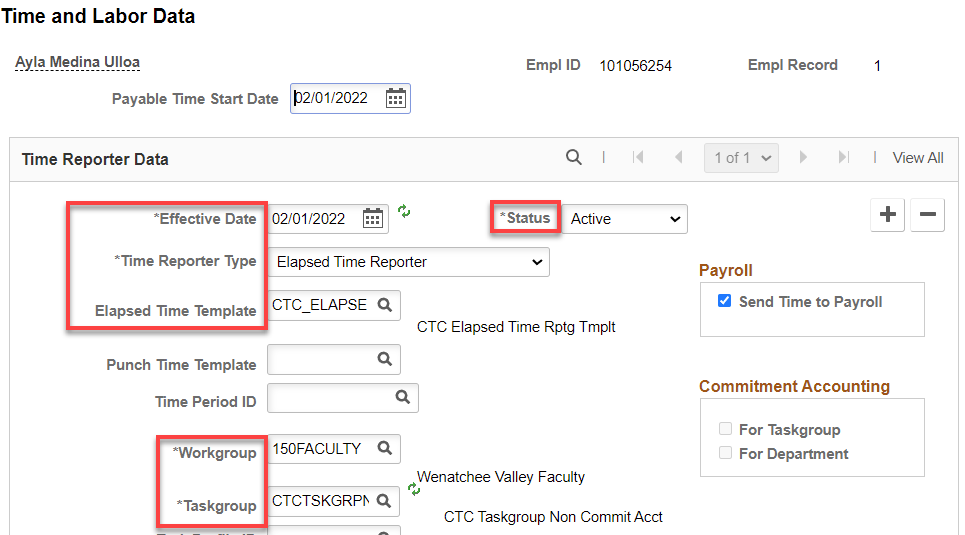 Time and Labor Data
Ayla Medina Ulloa Empl ID 101056254 Empl Record 1
Payable Time Start Date 02/01/2022
Time Reporter Data 1 of 1 View All
*Effective Date 02/01/2022 *Status Active
*Time Reporter Type Elapsed Time Reporter
Payroll
Send Time to Payroll
Elapsed Time Template CTC_ELAPSE
CTC Elapsed Time Rptg Tmplt
Punch Time Template
Time Period ID
Commitment Accounting
For Taskgroup
For Department
*Workgroup 150FACULTY
Wenatchee Valley Faculty
*Taskgroup CTCTSKGRPN
CTC Taskgroup Non Commit Acct